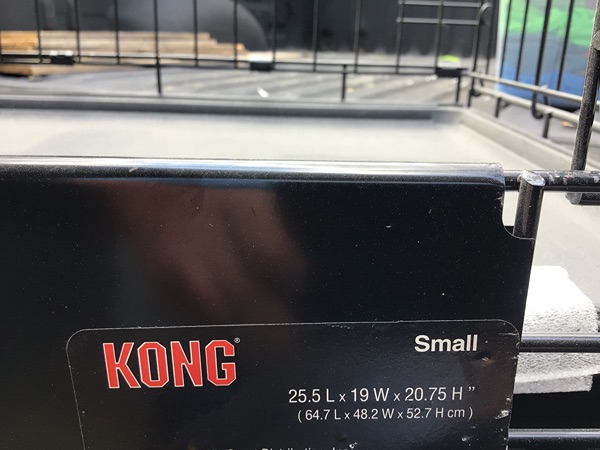 KONG®
Small
25.5 L x 19 W x 20.75 H "
( 64.7 L x 48.2 W x 52.7 H cm )